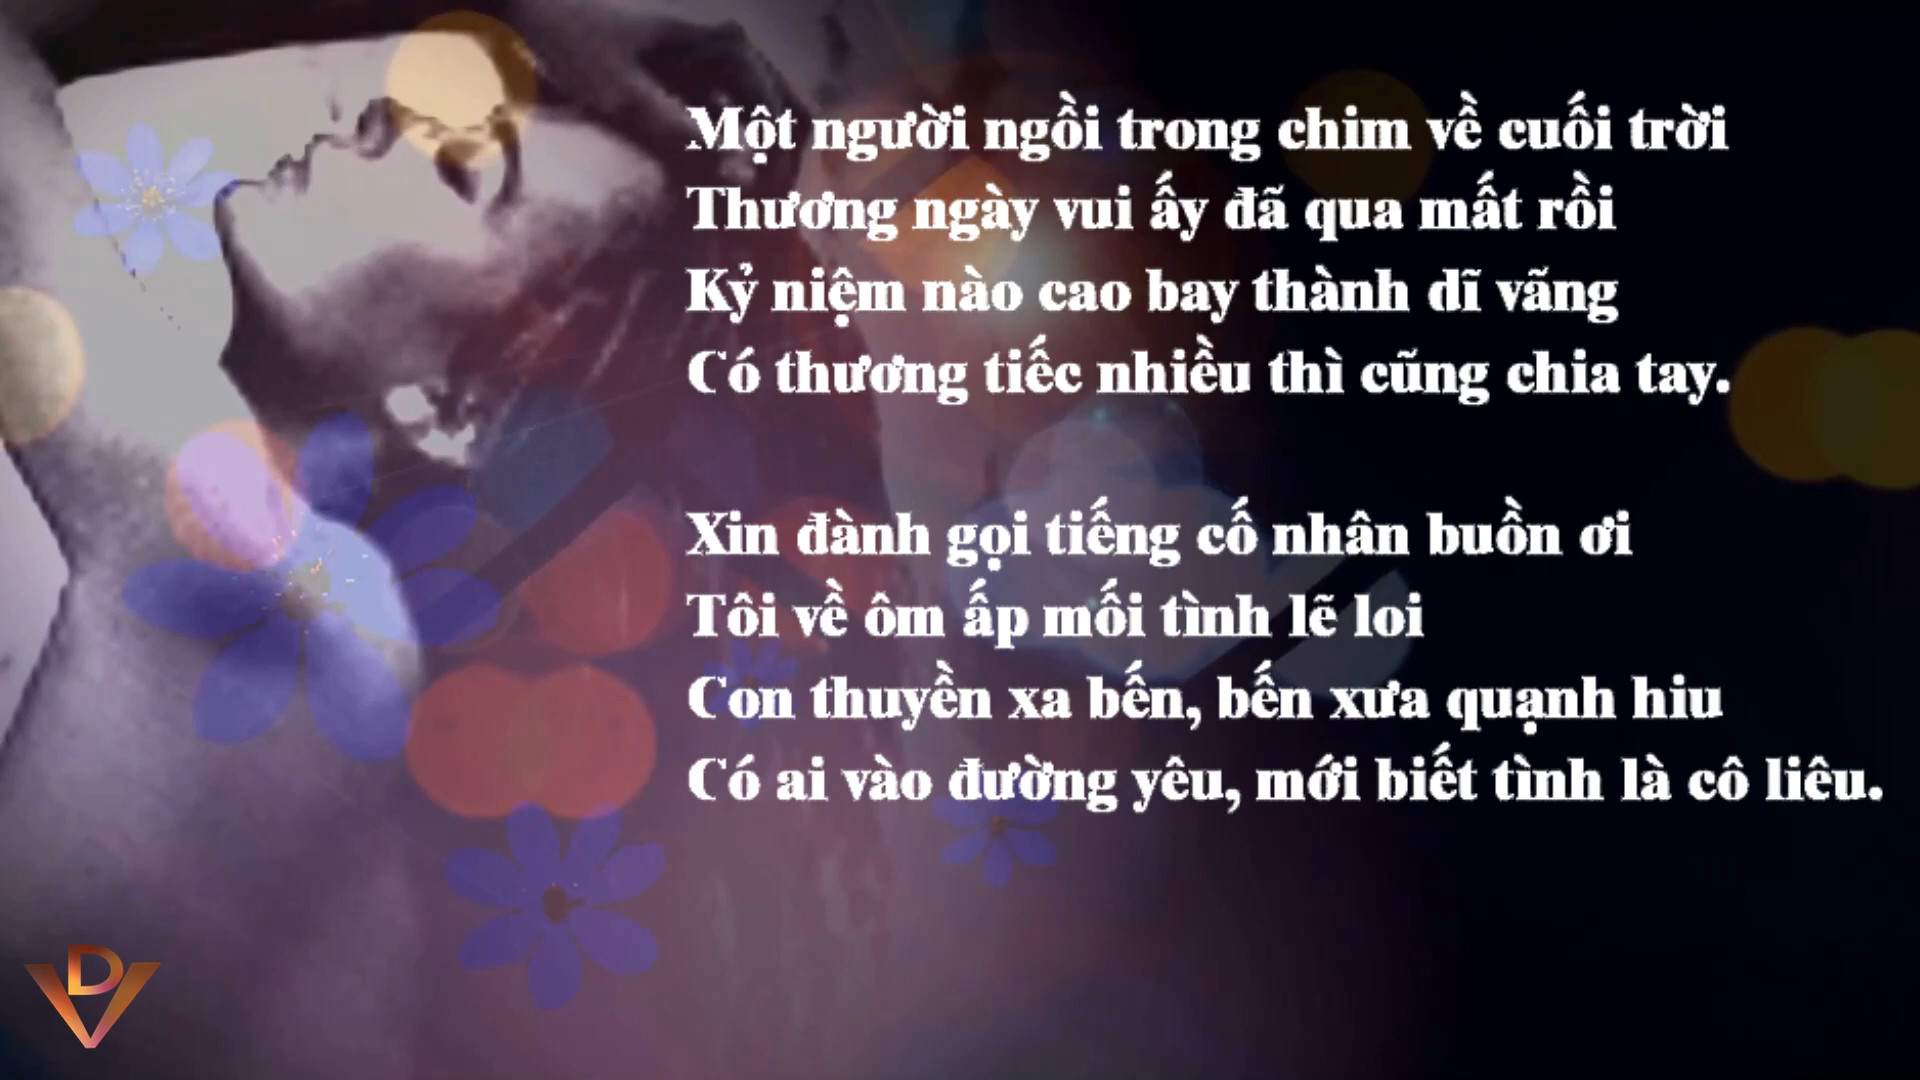 Một người ngồi trong chim về cuối trời
Thương ngày vui ấy đã qua mất rồi
Kỷ niệm nào cao bay thành dĩ vãng
Có thương tiếc nhiều thì cũng chia tay.
Xin đành gọi tiếng cố nhân buồn ơi
Tôi về ôm ấp mối tình lẽ loi
Con thuyền xa bến, bến xưa quạnh hiu
Có ai vào đường yêu, mới biết tình là cô liêu.
DV